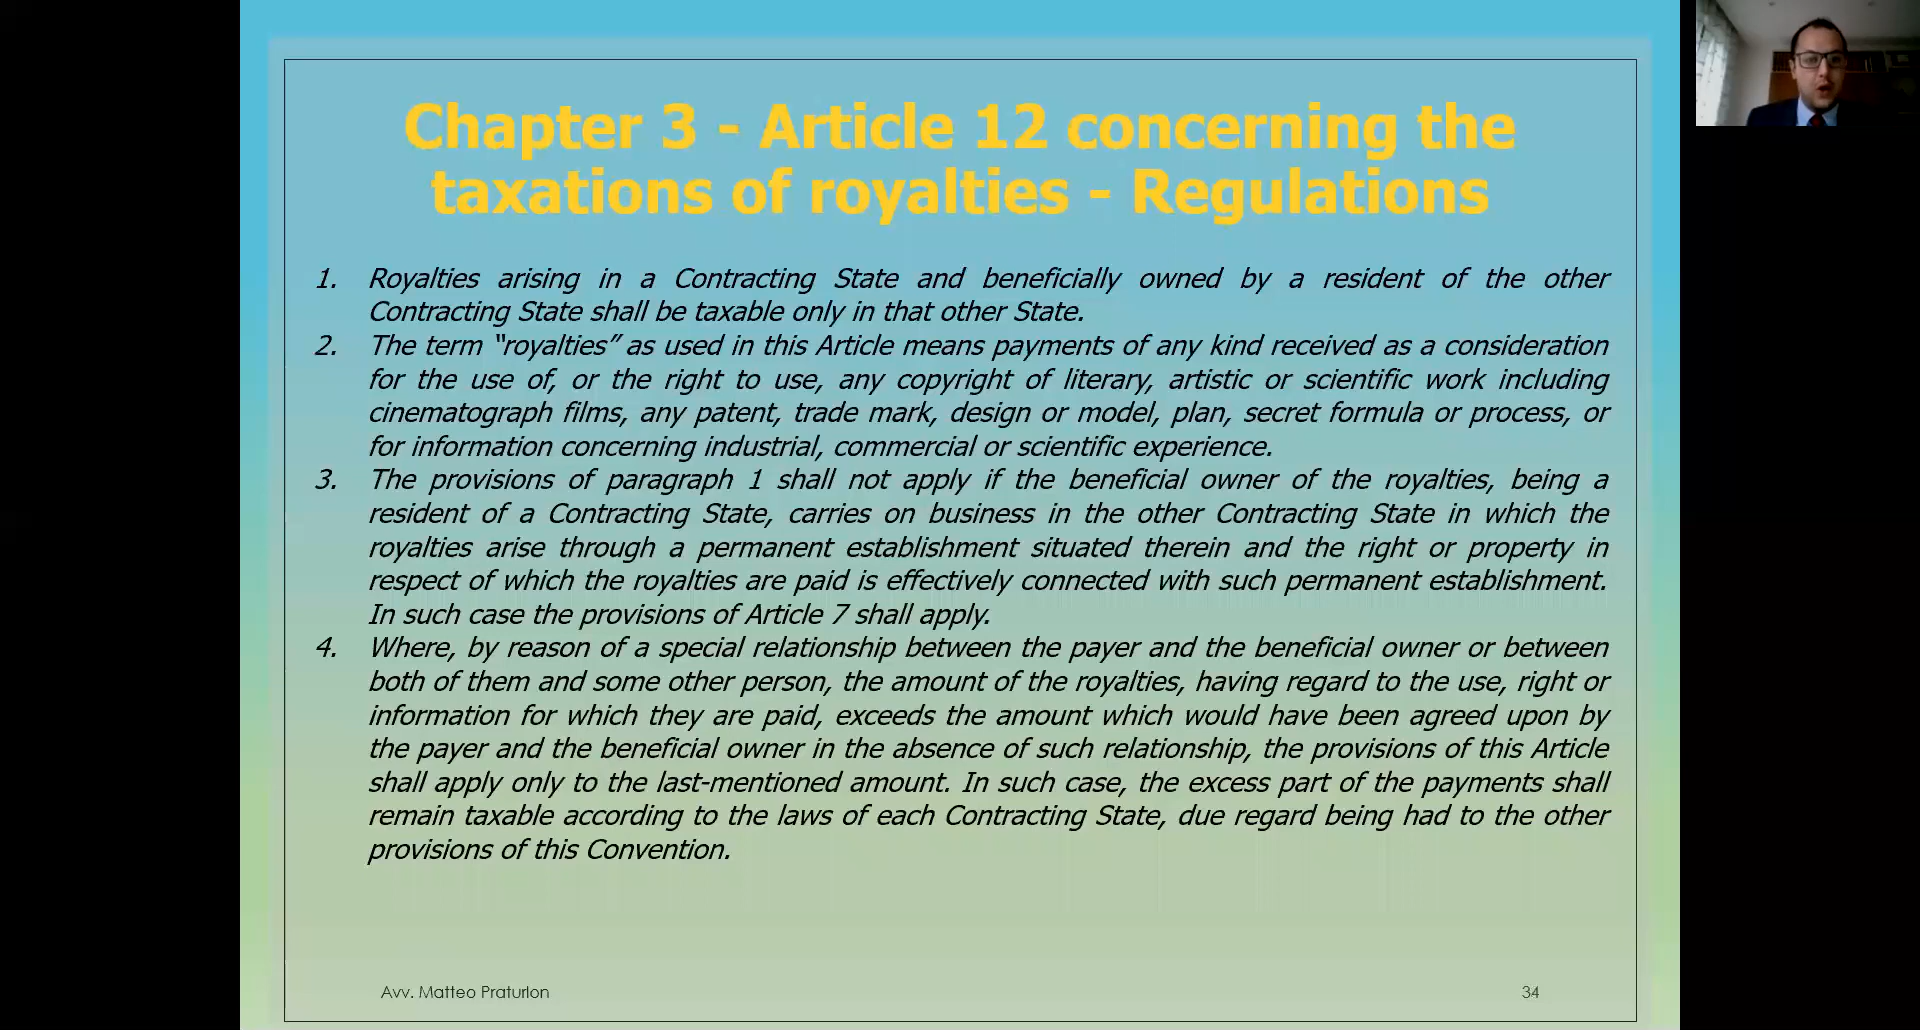 Chapter 3 - Article 12 concerning the
taxations of royalties - Regulations
1. Royalties arising in a Contracting State and beneficially owned by a resident of the other
Contracting State shall be taxable only in that other State.
2. The term “royalties” as used in this Article means payments of any kind received as a consideration
for the use of, or the right to use, any copyright of literary, artistic or scientific work including
cinematograph films, any patent, trade mark, design or model, plan, secret formula or process, or
for information concerning industrial, commercial or scientific experience.
3. The provisions of paragraph 1 shall not apply if the beneficial owner of the royalties, being a
resident of a Contracting State, carries on business in the other Contracting State in which the
royalties arise through a permanent establishment situated therein and the right or property in
respect of which the royalties are paid is effectively connected with such permanent establishment.
In such case the provisions of Article 7 shall apply.
4. Where, by reason of a special relationship between the payer and the beneficial owner or between
both of them and some other person, the amount of the royalties, having regard to the use, right or
information for which they are paid, exceeds the amount which would have been agreed upon by
the payer and the beneficial owner in the absence of such relationship, the provisions of this Article
shall apply only to the last-mentioned amount. In such case, the excess part of the payments shall
remain taxable according to the laws of each Contracting State, due regard being had to the other
provisions of this Convention.
Avv. Matteo Praturlon
34